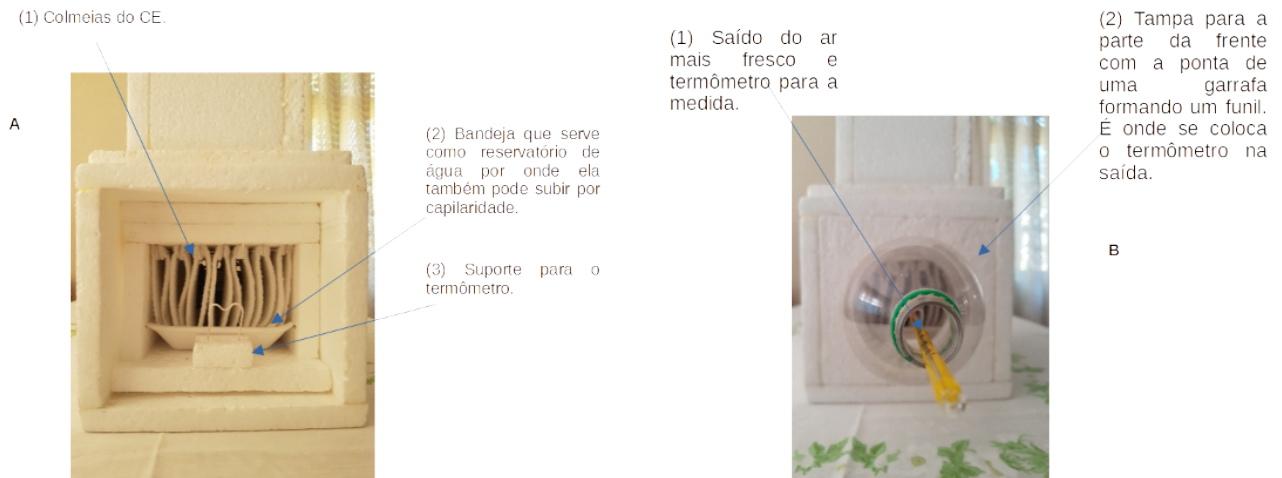 (1) Colmeias do CE.
A
(2) Bandeja que serve
como reservatório de
água por onde ela
também pode subir por
capilaridade.
(3) Suporte para o
termômetro.
(1) Saído do ar
mais fresco e
termômetro para a
medida.
(2) Tampa para a
parte da frente
com a ponta de
uma garrafa
formando um funil.
É onde se coloca
o termômetro na
saída.
B